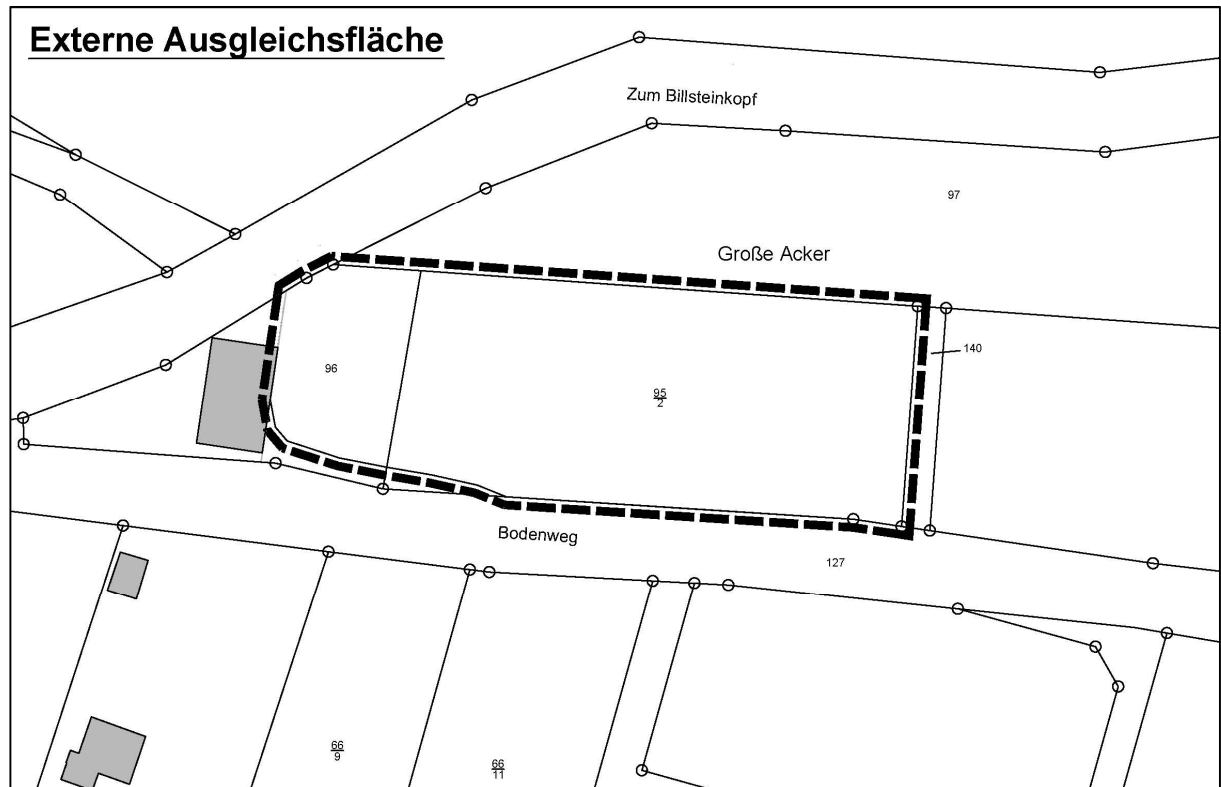 Externe Ausgleichsfläche
Zum Billsteinkopf
97
Große Acker
140
96
95
2
Bodenweg
127
66
9
66
11